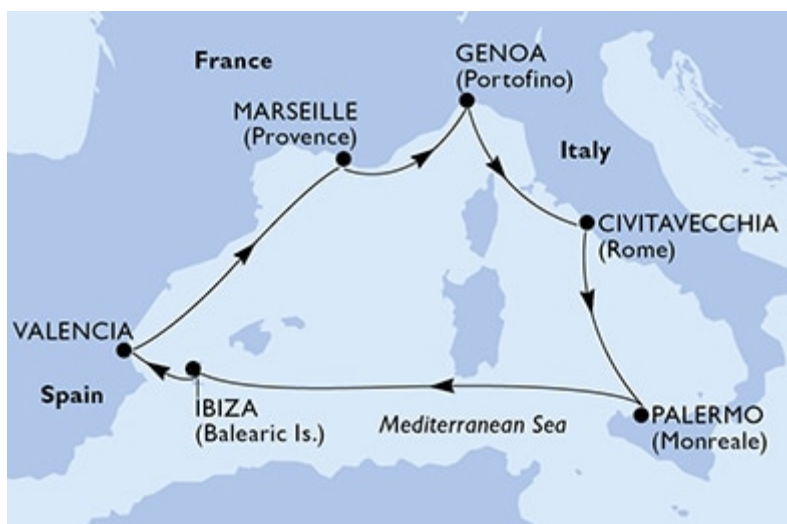 France
GENOA
(Portofino)
MARSEILLE
(Provence)
Italy
CIVITAVECCHIA
(Rome)
VALENCIA
Spain
IBIZA
(Balearic Is.)
Mediterranean Sea
PALERMO
(Monreale)